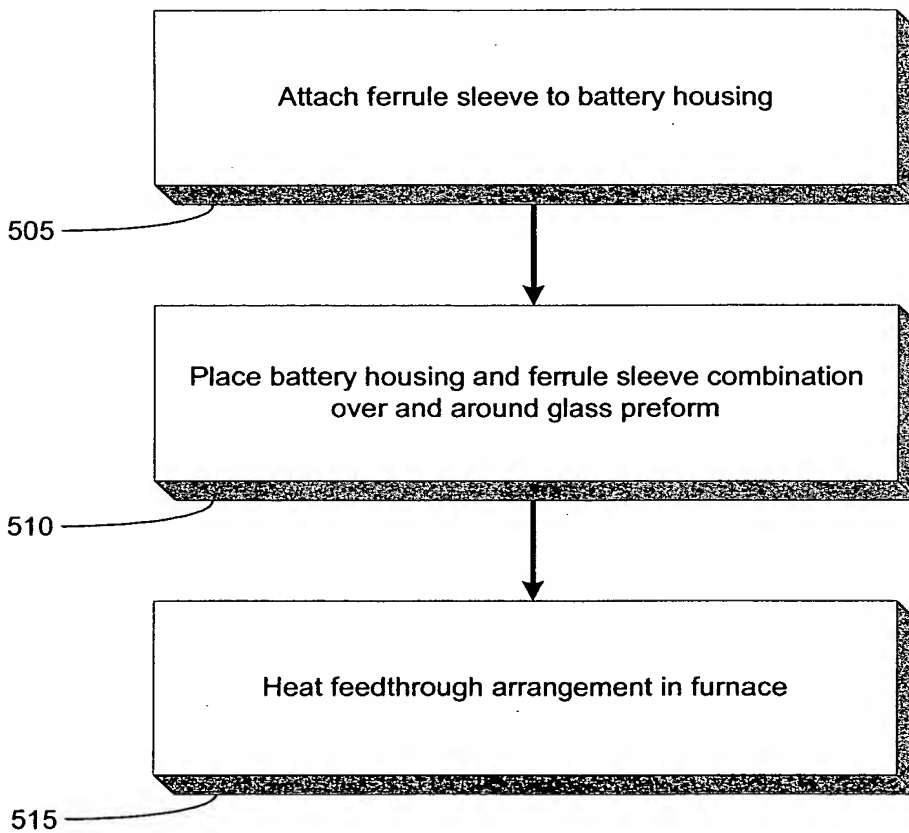 Attach ferrule sleeve to battery housing
505
Place battery housing and ferrule sleeve combination
over and around glass preform
510
Heat feedthrough arrangement in furnace
515